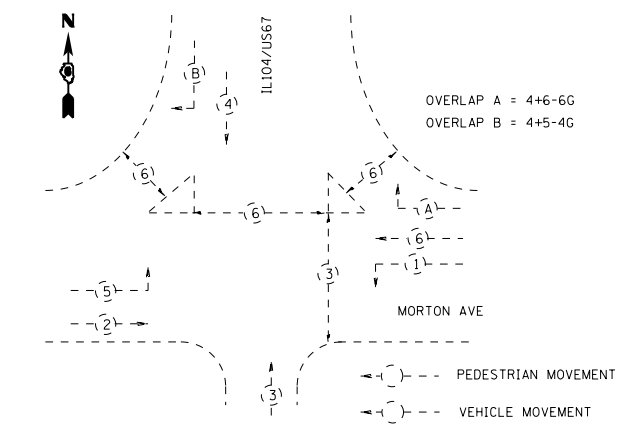 N
IL104/US67
(B)
(4)
OVERLAP A = 4+6-6G
OVERLAP B = 4+5-4G
(6)
(6)
(6)
(A)
(6)
(1)
(3)
(5)
(2)
MORTON AVE
(3)
PEDESTRIAN MOVEMENT
VEHICLE MOVEMENT